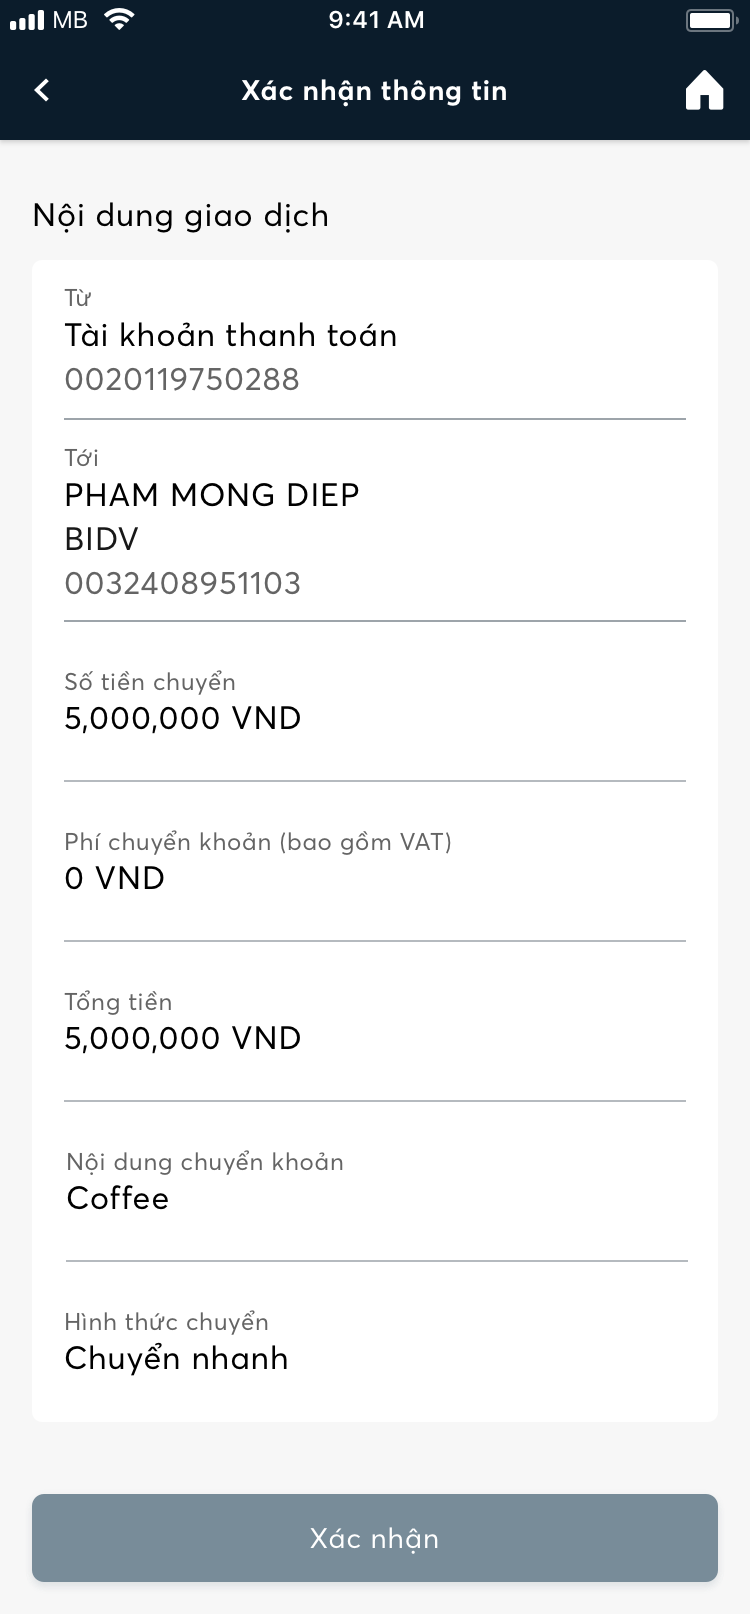 MB 9:41 AM
Xác nhận thông tin
Nội dung giao dịch
Từ
Tài khoản thanh toán
0020119750288
Tới
PHAM MONG DIEP
BIDV
0032408951103
Số tiền chuyển
5,000,000 VND
Phí chuyển khoản (bao gồm VAT)
0 VND
Tổng tiền
5,000,000 VND
Nội dung chuyển khoản
Coffee
Hình thức chuyển
Chuyển nhanh
Xác nhận